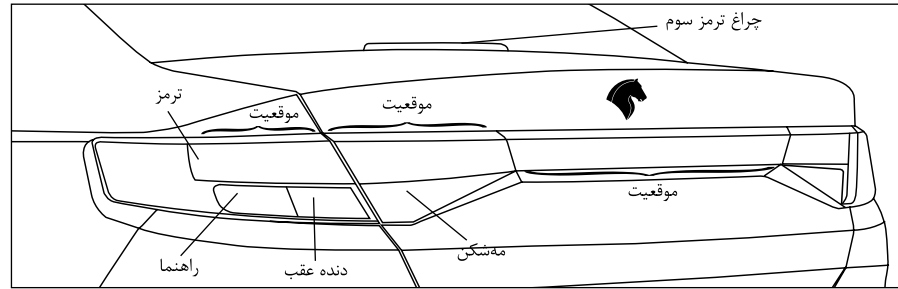 چراغ ترمز سوم
ترمز
موقعیت
موقعیت
موقعیت
مه‌شکن
راهنما
دنده عقب